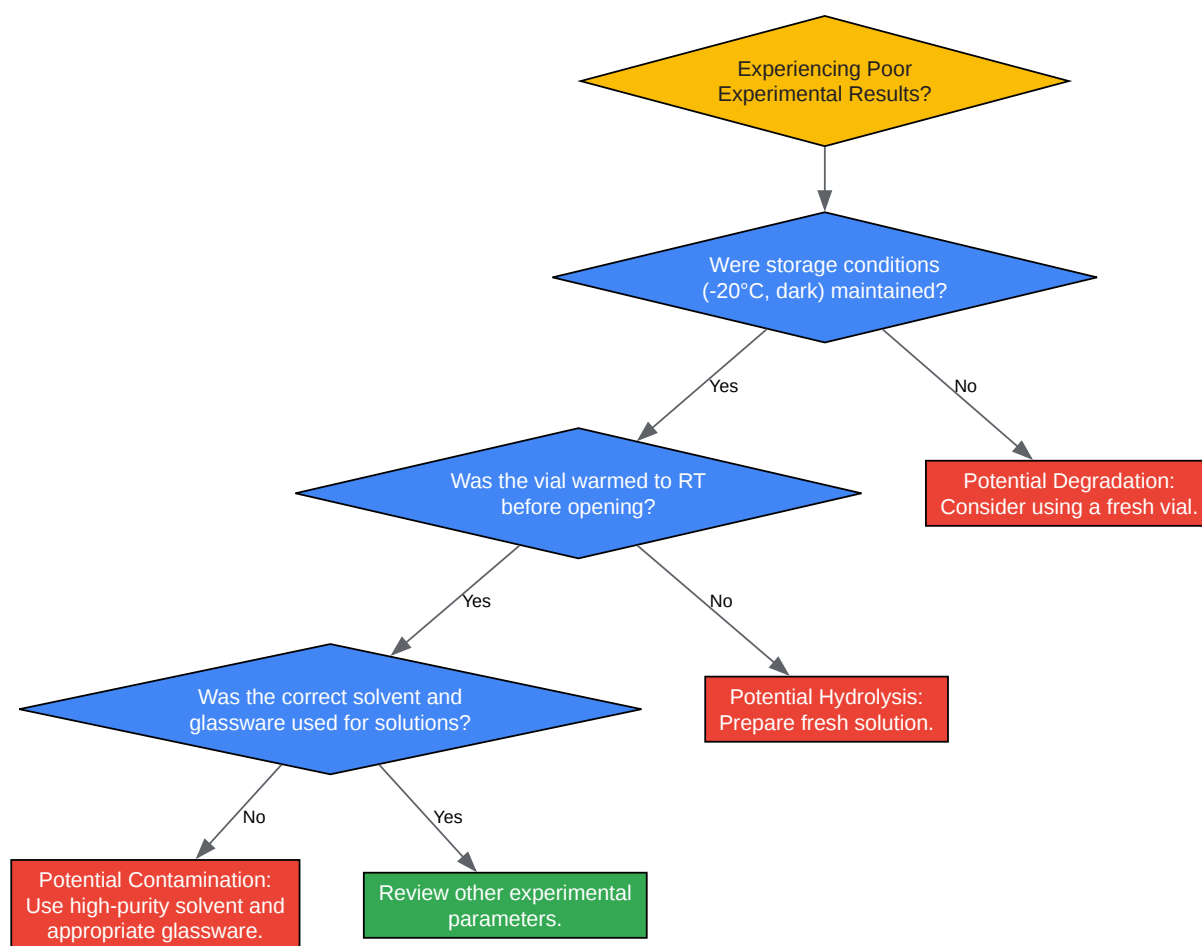 Experiencing Poor
Experimental Results?
Were storage conditions
(-20°C, dark) maintained?
Yes
No
Was the vial warmed to RT
before opening?
Potential Degradation:
Consider using a fresh vial.
Yes
No
Was the correct solvent and
glassware used for solutions?
Potential Hydrolysis:
Prepare fresh solution.
No
Yes
Potential Contamination:
Use high-purity solvent and
appropriate glassware.
Review other experimental
parameters.